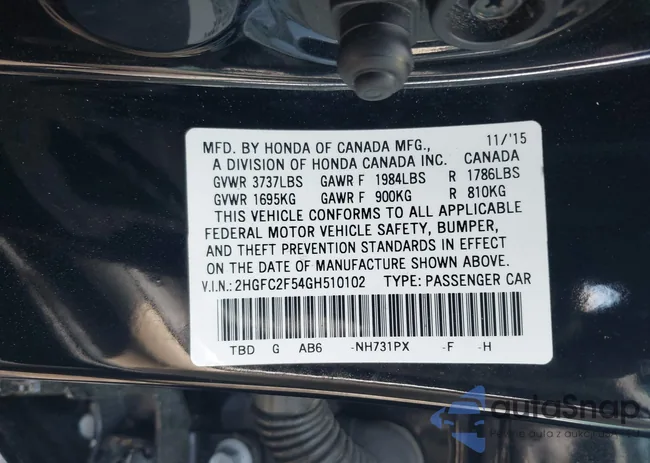 MFD. BY HONDA OF CANADA MFG., 11/'15
A DIVISION OF HONDA CANADA INC. CANADA
GVWR 3737LBS GAWR F 1984LBS R 1786LBS
GVWR 1695KG GAWR F 900KG R 810KG
THIS VEHICLE CONFORMS TO ALL APPLICABLE
FEDERAL MOTOR VEHICLE SAFETY, BUMPER,
AND THEFT PREVENTION STANDARDS IN EFFECT
ON THE DATE OF MANUFACTURE SHOWN ABOVE.
V.I.N.: 2HGFC2F54GH510102 TYPE: PASSENGER CAR
TBD G AB6 -NH731PX -F -H
autoSnap
auta z aukcji